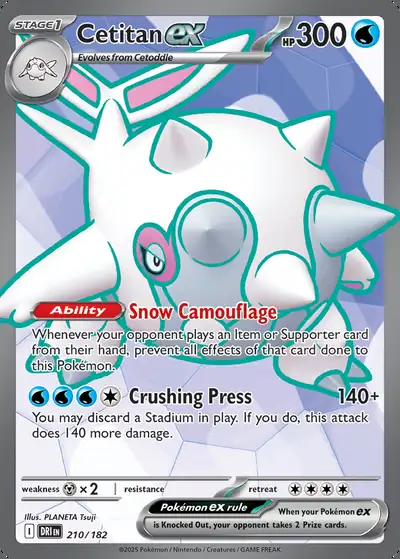 STAGE1
Cetitan ex
HP 300
Evolves from Cetoddle
Ability Snow Camouflage
Whenever your opponent plays an Item or Supporter card
from their hand, prevent all effects of that card done to
this Pokémon.
Crushing Press 140+
You may discard a Stadium in play. If you do, this attack
does 140 more damage.
weakness ×2 resistance retreat
Illus. PLANETA Tsuji
Pokémon ex rule
When your Pokémon ex
is Knocked Out, your opponent takes 2 Prize cards.
I DRI EN 210/182
©2025 Pokémon / Nintendo / Creatures / GAME FREAK